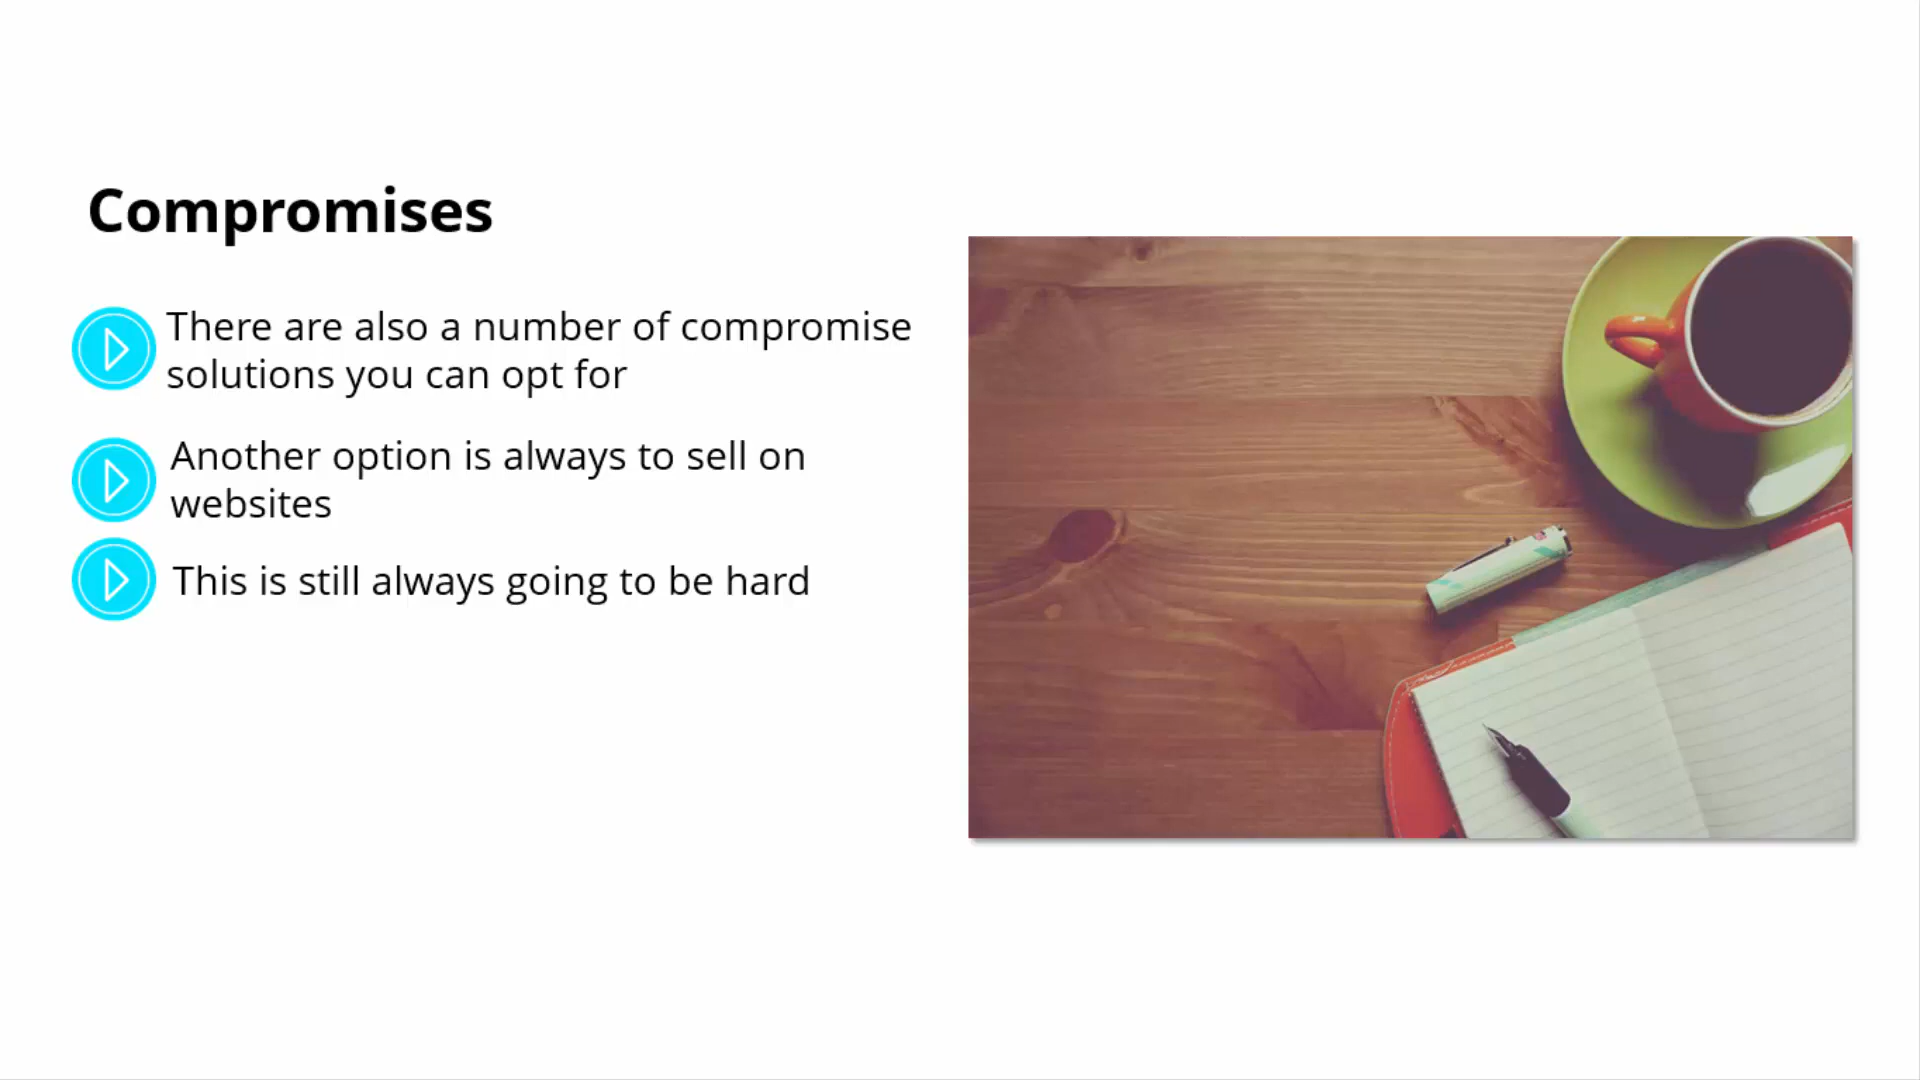 Compromises
There are also a number of compromise
solutions you can opt for
Another option is always to sell on
websites
This is still always going to be hard